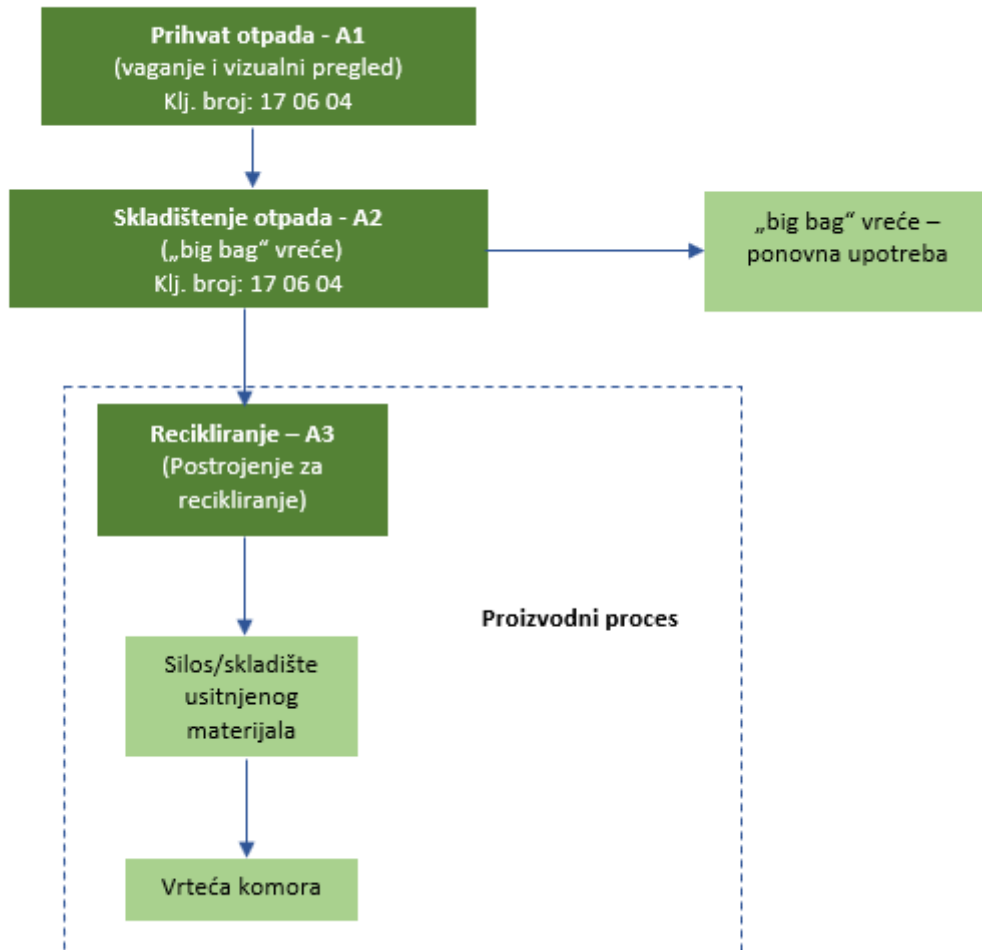 Prihvat otpada - A1
(vaganje i vizualni pregled)
Klj. broj: 17 06 04
Skladištenje otpada - A2
(„big bag“ vreće)
Klj. broj: 17 06 04
„big bag“ vreće –
ponovna upotreba
Recikliranje – A3
(Postrojenje za
recikliranje)
Proizvodni proces
Silos/skladište
usitnjenog
materijala
Vrteća komora